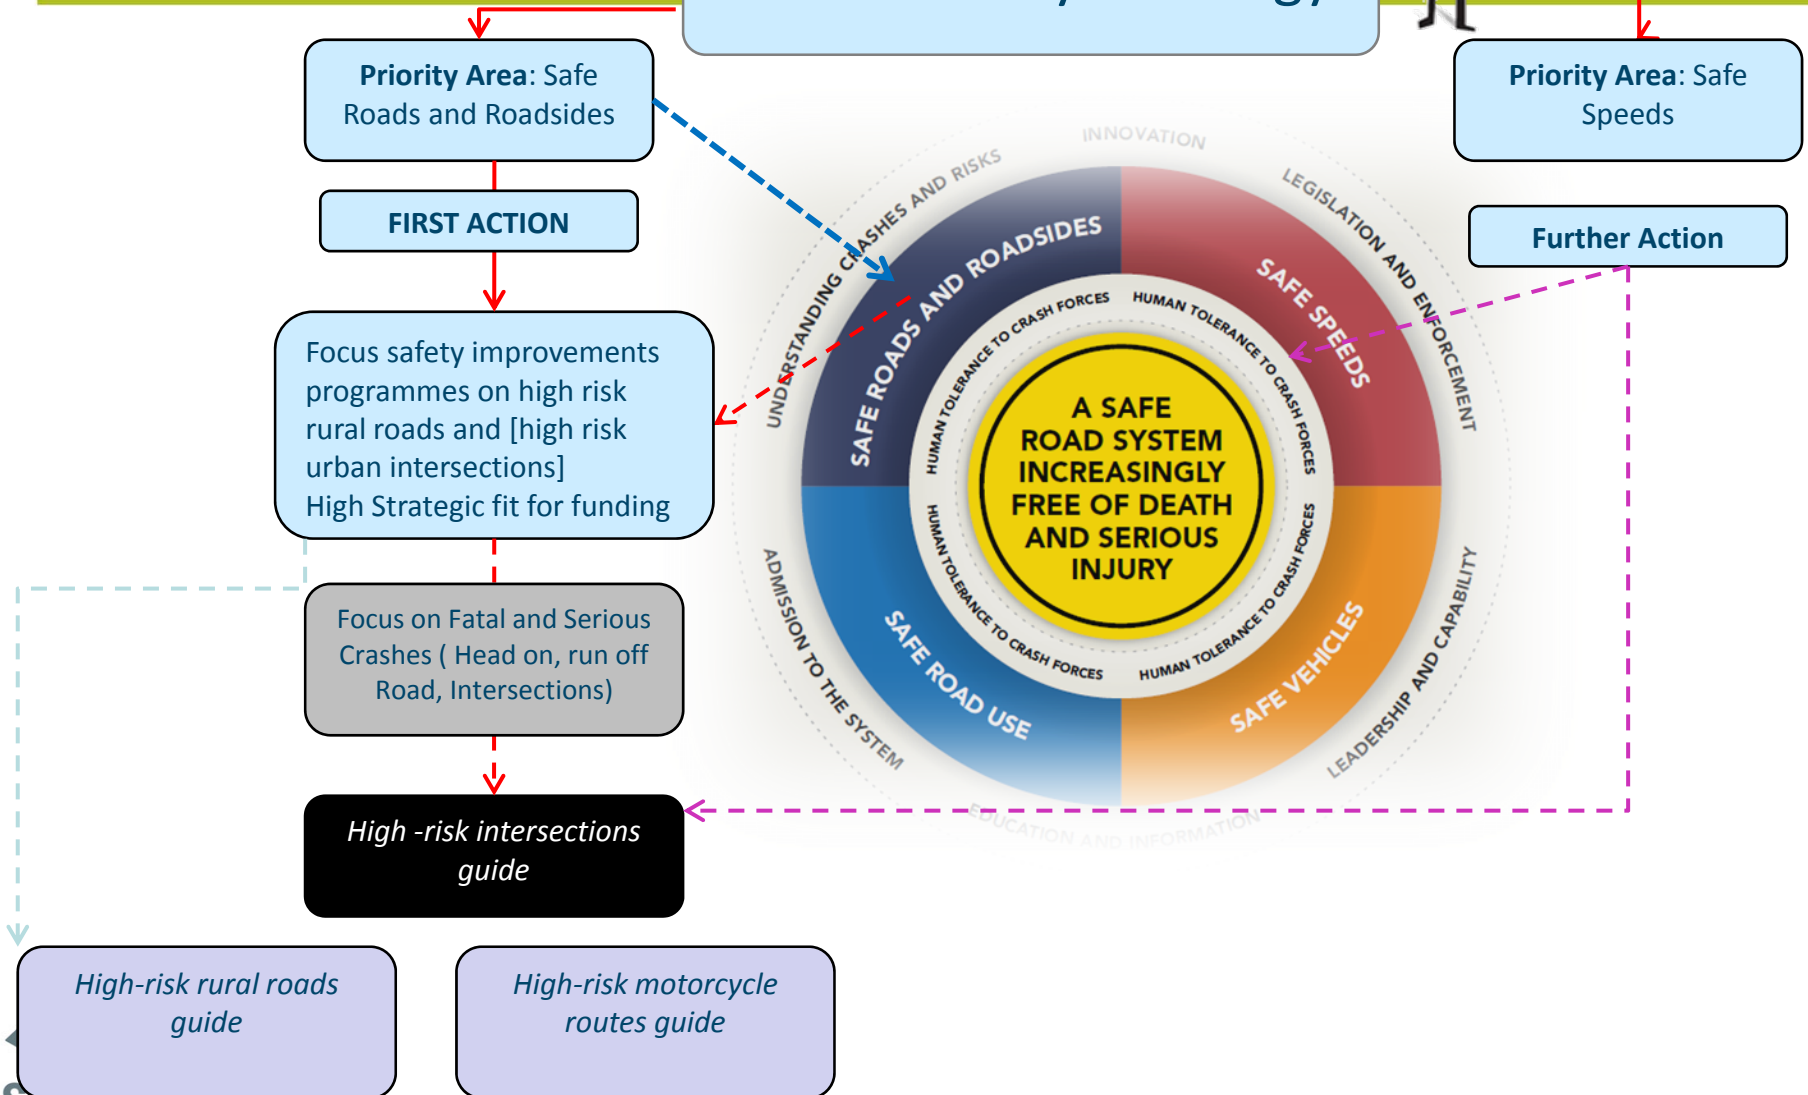 Priority Area: Safe
Roads and Roadsides
Priority Area: Safe
Speeds
FIRST ACTION
Further Action
Focus safety improvements
programmes on high risk
rural roads and [high risk
urban intersections]
High Strategic fit for funding
Focus on Fatal and Serious
Crashes ( Head on, run off
Road, Intersections)
High -risk intersections
guide
High-risk rural roads
guide
High-risk motorcycle
routes guide
INNOVATION
UNDERSTANDING CRASHES AND RISKS
LEGISLATION AND ENFORCEMENT
SAFE ROADS AND ROADSIDES
SAFE SPEEDS
HUMAN TOLERANCE TO CRASH FORCES
HUMAN TOLERANCE TO CRASH FORCES
A SAFE
ROAD SYSTEM
INCREASINGLY
FREE OF DEATH
AND SERIOUS
INJURY
HUMAN TOLERANCE TO CRASH FORCES
HUMAN TOLERANCE TO CRASH FORCES
SAFE ROAD USE
SAFE VEHICLES
ADMISSION TO THE SYSTEM
LEADERSHIP AND CAPABILITY
EDUCATION AND INFORMATION